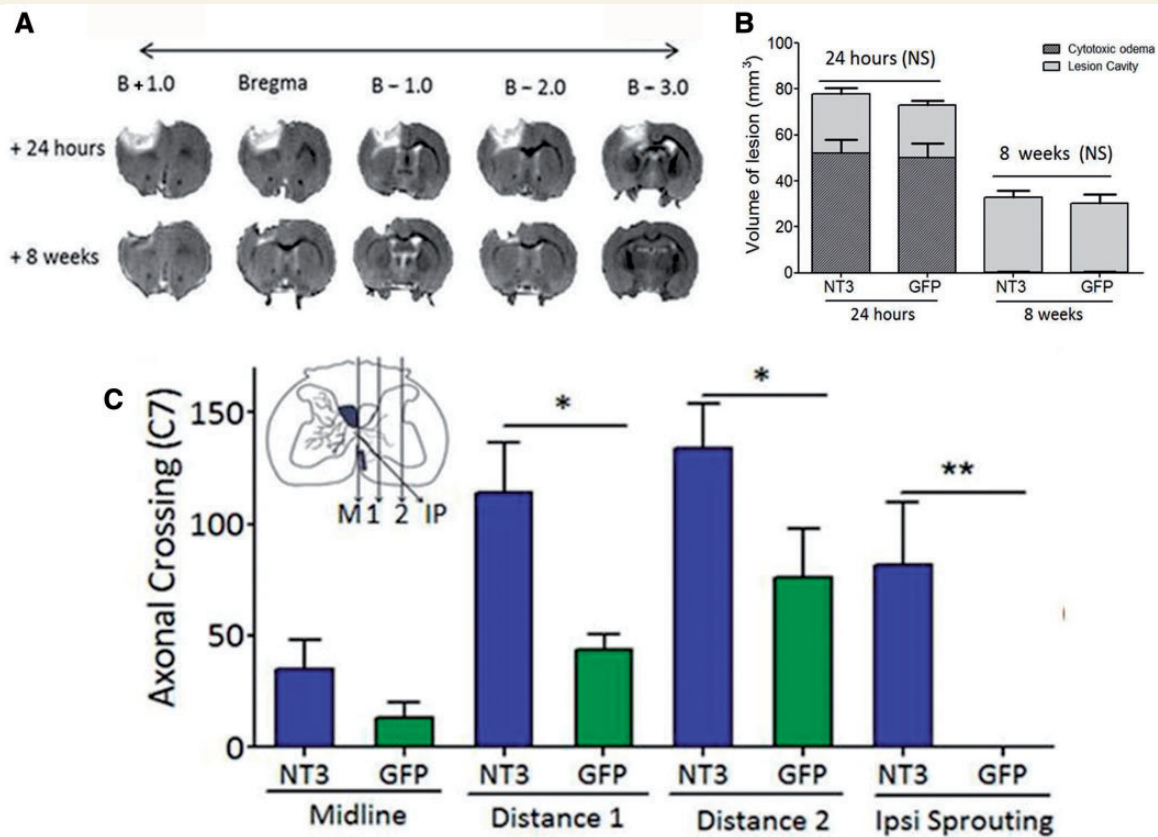 A
B + 1.0 Bregma B – 1.0 B – 2.0 B – 3.0
+ 24 hours
+ 8 weeks
B
Volume of lesion (mm³)
100
80
60
40
20
0
24 hours (NS)
8 weeks (NS)
Cytotoxic odema
Lesion Cavity
NT3 GFP NT3 GFP
24 hours 8 weeks
C
Axonal Crossing (C7)
150
100
50
0
M 1 2 IP
*
*
**
NT3 GFP NT3 GFP NT3 GFP NT3 GFP
Midline Distance 1 Distance 2 Ipsi Sprouting